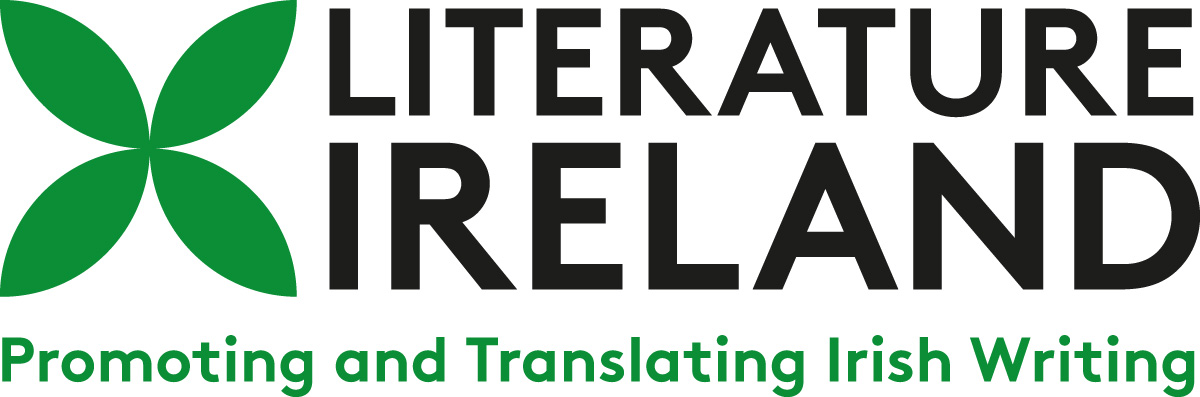 LITERATURE
IRELAND
Promoting and Translating Irish Writing